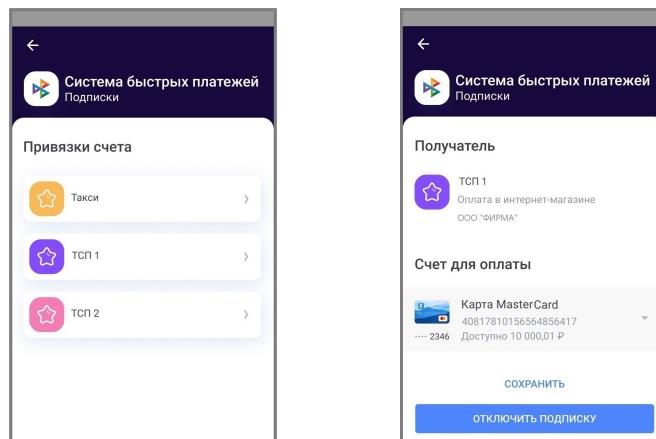 Система быстрых платежей
Подписки
Привязки счета
Такси
ТСП 1
ТСП 2
Система быстрых платежей
Подписки
Получатель
ТСП 1
Оплата в интернет-магазине
ООО "ФИРМА"
Счет для оплаты
Карта MasterCard
40817810156564856417
···· 2346 Доступно 10 000,01 ₽
СОХРАНИТЬ
ОТКЛЮЧИТЬ ПОДПИСКУ